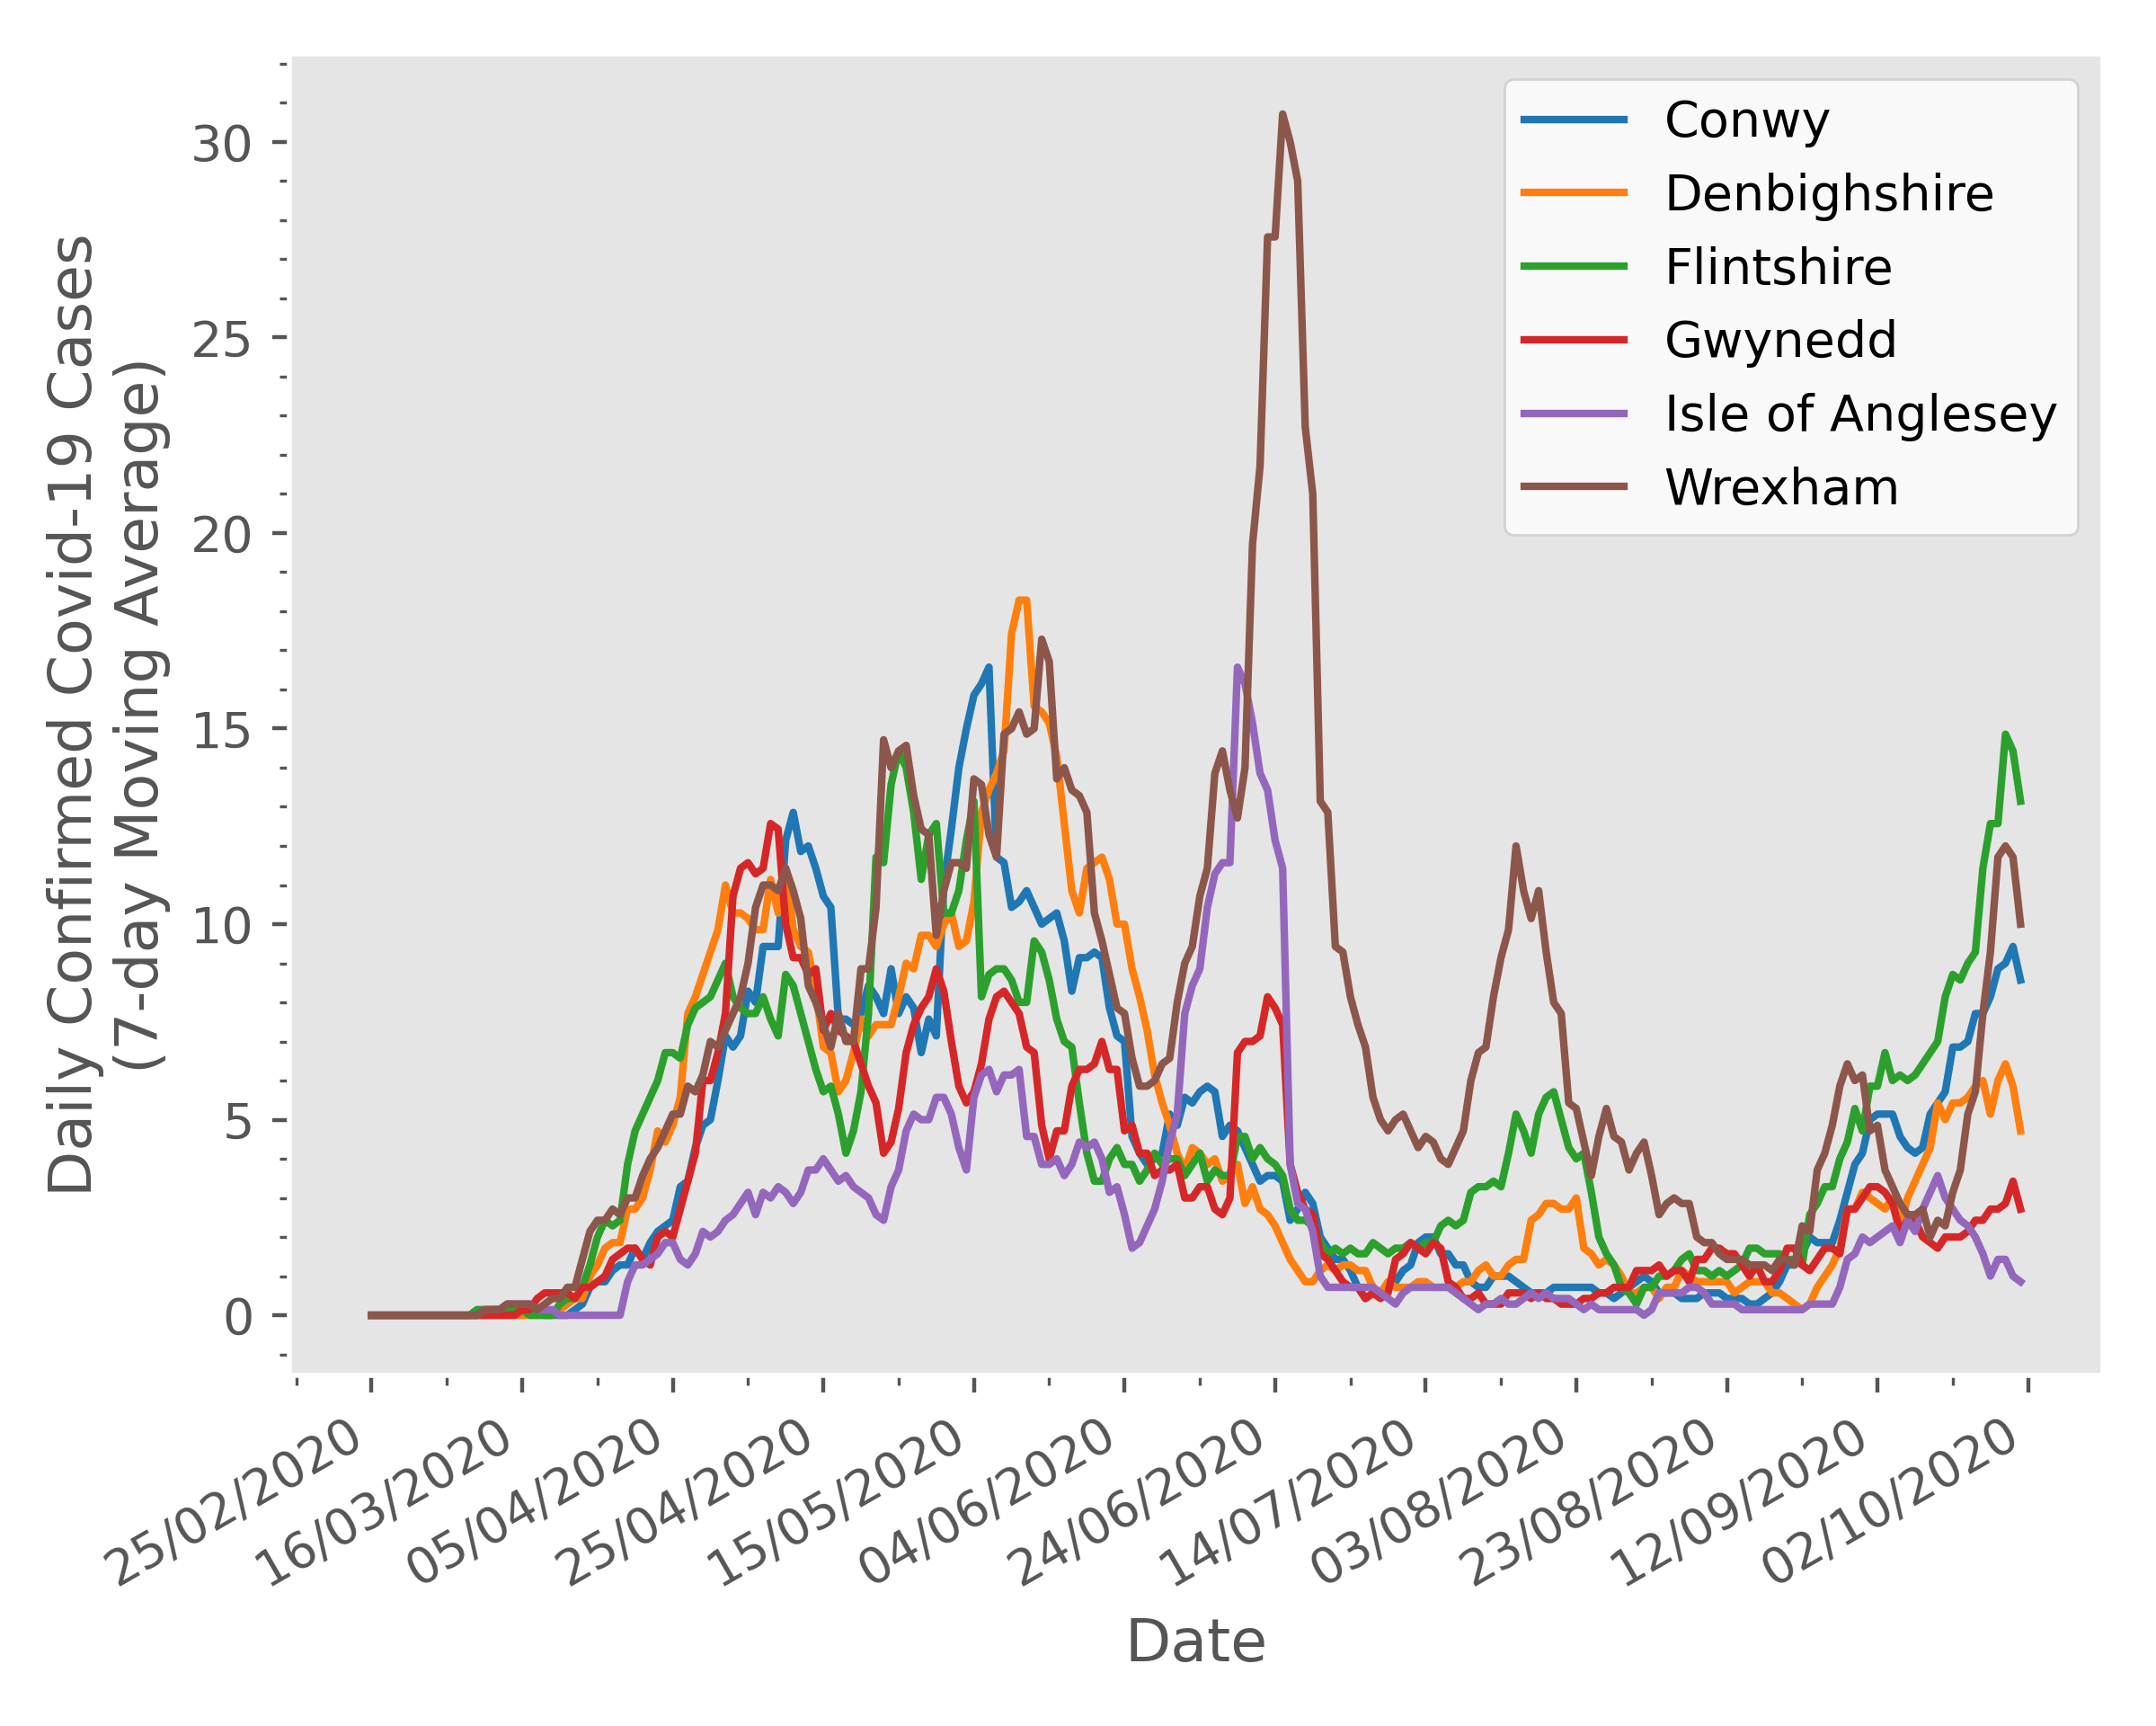 Daily Confirmed Covid-19 Cases
(7-day Moving Average)
30
25
20
15
10
5
0
Conwy
Denbighshire
Flintshire
Gwynedd
Isle of Anglesey
Wrexham
25/02/2020
16/03/2020
05/04/2020
25/04/2020
15/05/2020
04/06/2020
24/06/2020
14/07/2020
03/08/2020
23/08/2020
12/09/2020
02/10/2020
Date